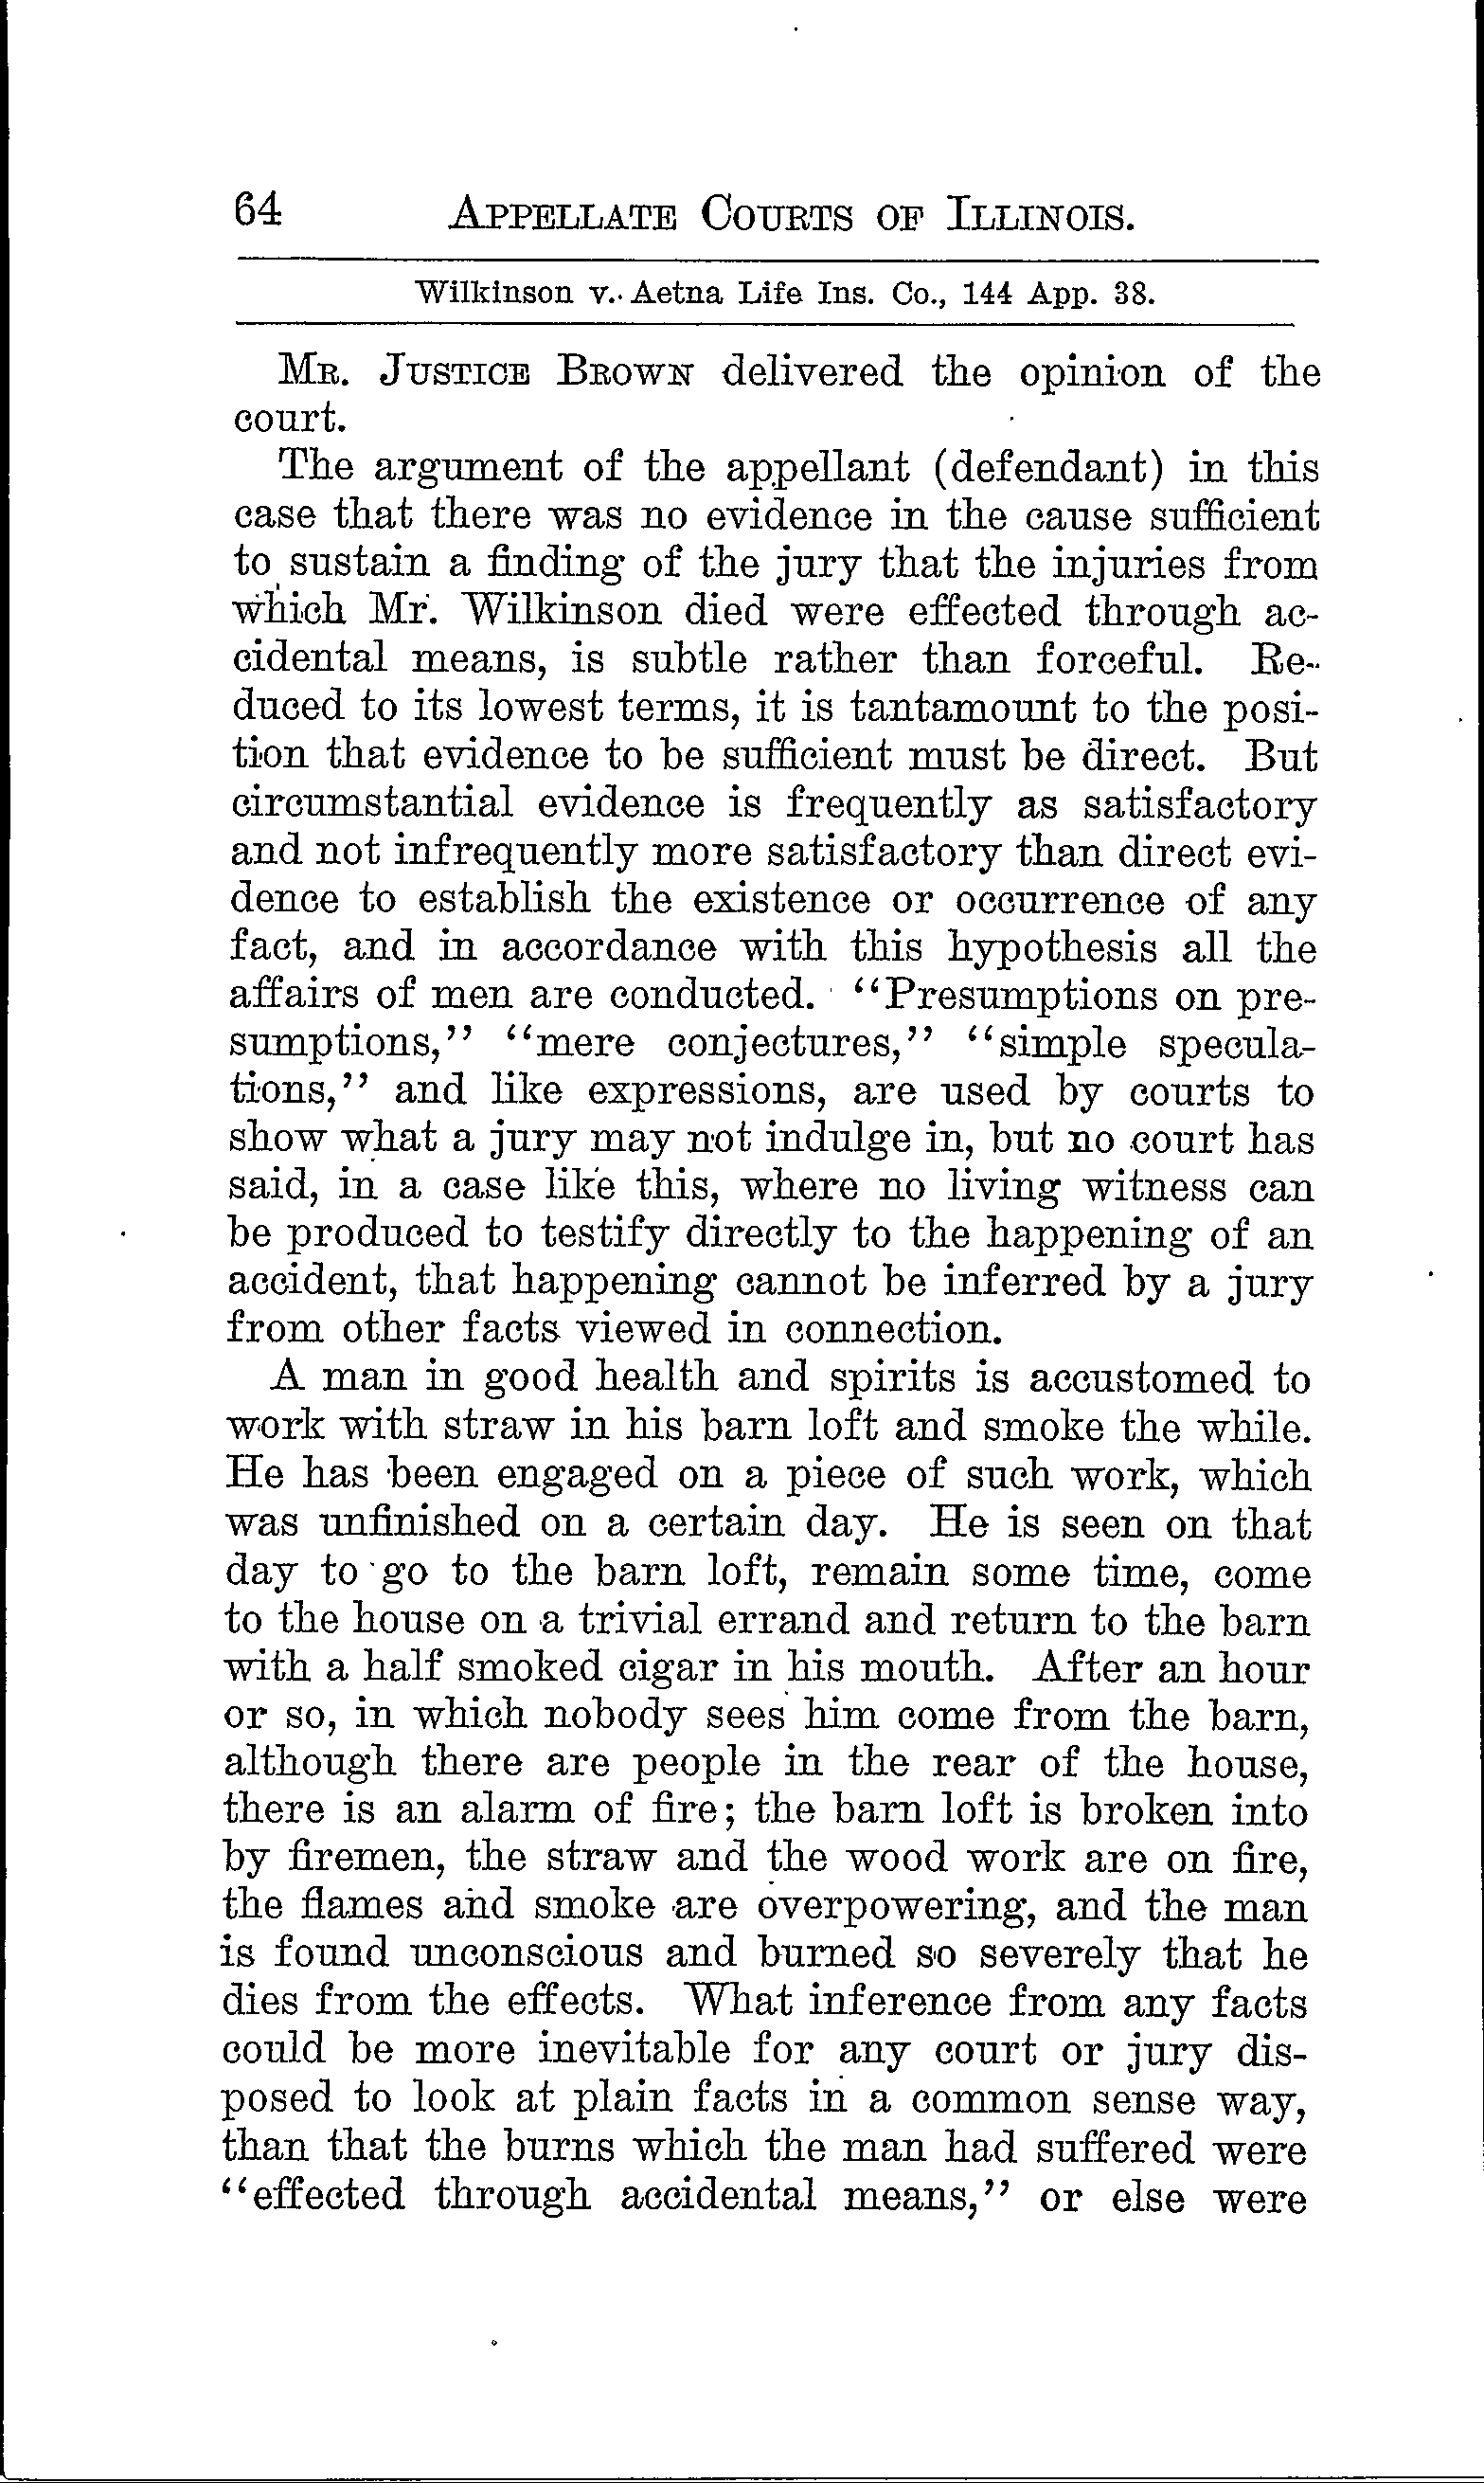 64 APPELLATE COURTS OF ILLINOIS.
Wilkinson v. Aetna Life Ins. Co., 144 App. 38.
MR. JUSTICE BROWN delivered the opinion of the
court.
The argument of the appellant (defendant) in this
case that there was no evidence in the cause sufficient
to sustain a finding of the jury that the injuries from
which Mr. Wilkinson died were effected through ac-
cidental means, is subtle rather than forceful. Re-
duced to its lowest terms, it is tantamount to the posi-
tion that evidence to be sufficient must be direct. But
circumstantial evidence is frequently as satisfactory
and not infrequently more satisfactory than direct evi-
dence to establish the existence or occurrence of any
fact, and in accordance with this hypothesis all the
affairs of men are conducted. "Presumptions on pre-
sumptions," "mere conjectures," "simple specula-
tions," and like expressions, are used by courts to
show what a jury may not indulge in, but no court has
said, in a case like this, where no living witness can
be produced to testify directly to the happening of an
accident, that happening cannot be inferred by a jury
from other facts viewed in connection.
A man in good health and spirits is accustomed to
work with straw in his barn loft and smoke the while.
He has been engaged on a piece of such work, which
was unfinished on a certain day. He is seen on that
day to go to the barn loft, remain some time, come
to the house on a trivial errand and return to the barn
with a half smoked cigar in his mouth. After an hour
or so, in which nobody sees him come from the barn,
although there are people in the rear of the house,
there is an alarm of fire; the barn loft is broken into
by firemen, the straw and the wood work are on fire,
the flames and smoke are overpowering, and the man
is found unconscious and burned so severely that he
dies from the effects. What inference from any facts
could be more inevitable for any court or jury dis-
posed to look at plain facts in a common sense way,
than that the burns which the man had suffered were
"effected through accidental means," or else were